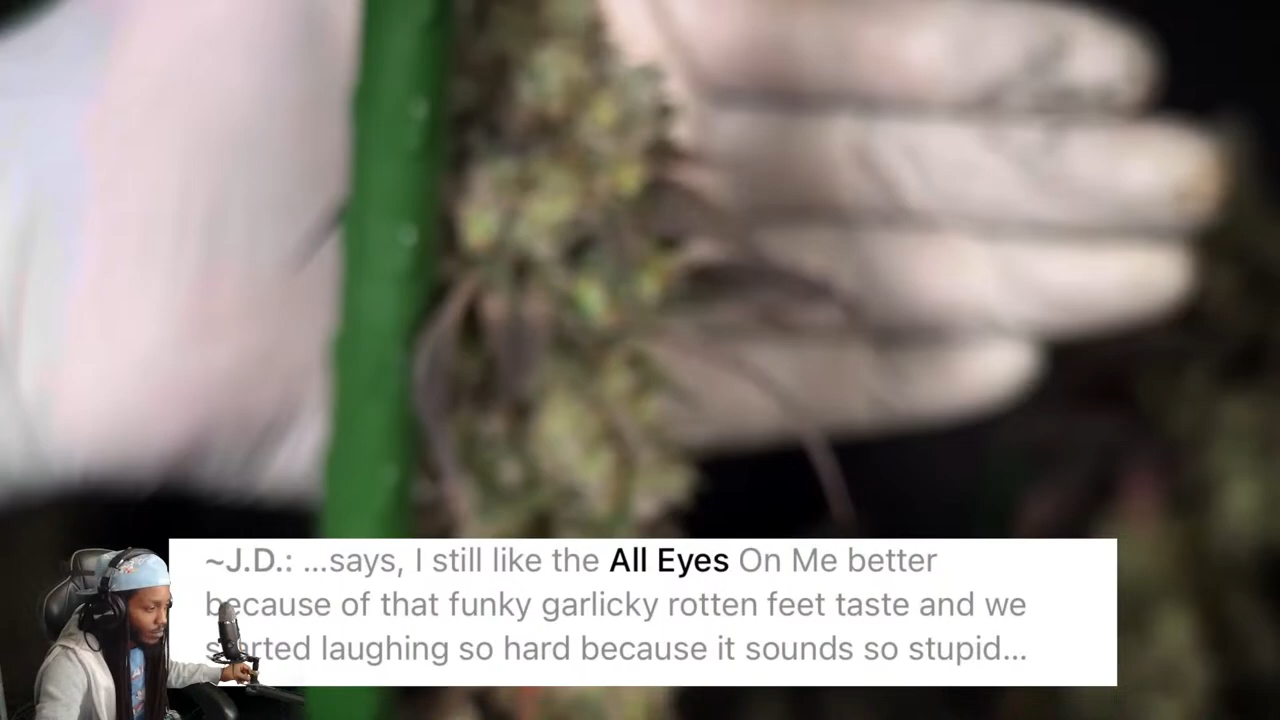 ~J.D.: ...says, I still like the All Eyes On Me better
because of that funky garlicky rotten feet taste and we
started laughing so hard because it sounds so stupid...